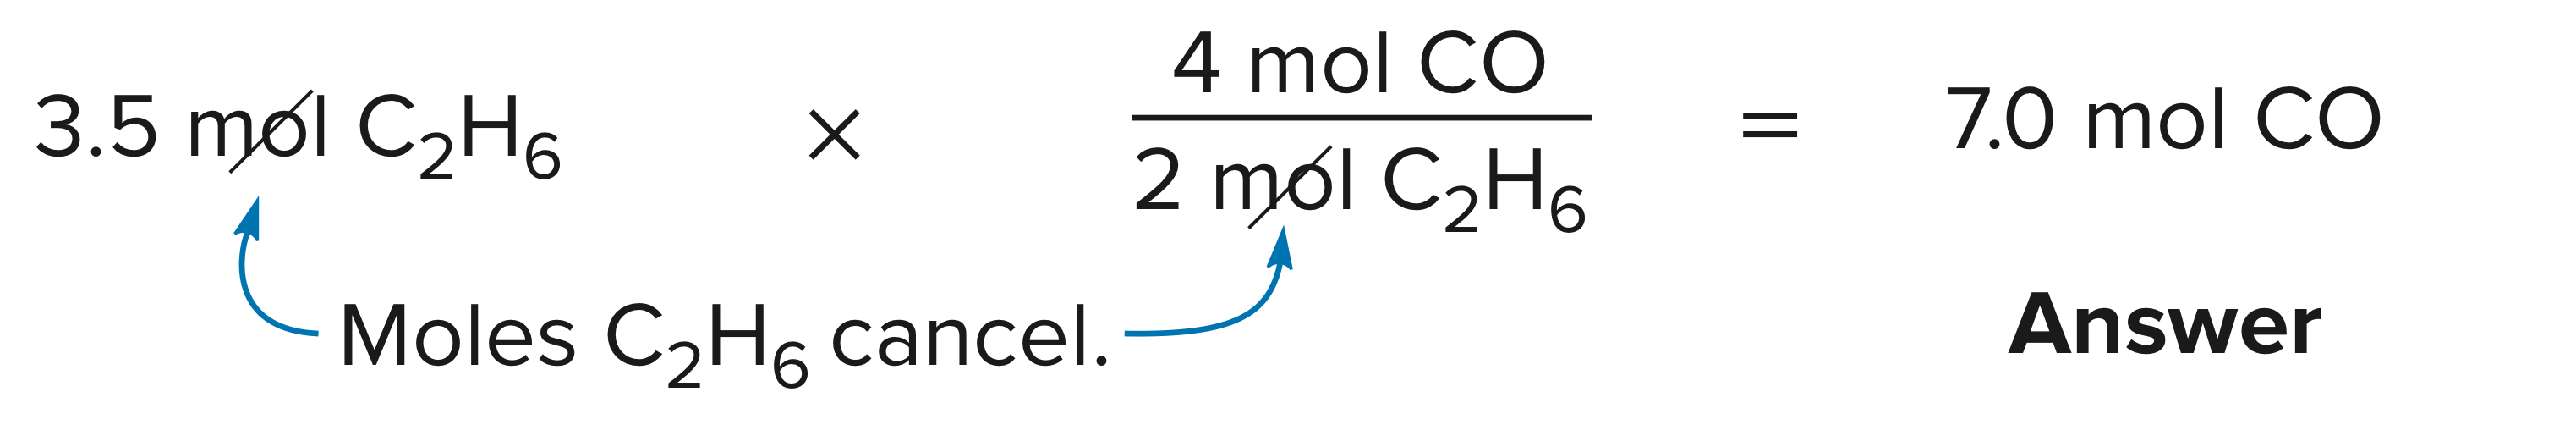 3.5 mol C₂H₆ × 4 mol CO / 2 mol C₂H₆ = 7.0 mol CO
Moles C₂H₆ cancel.
Answer